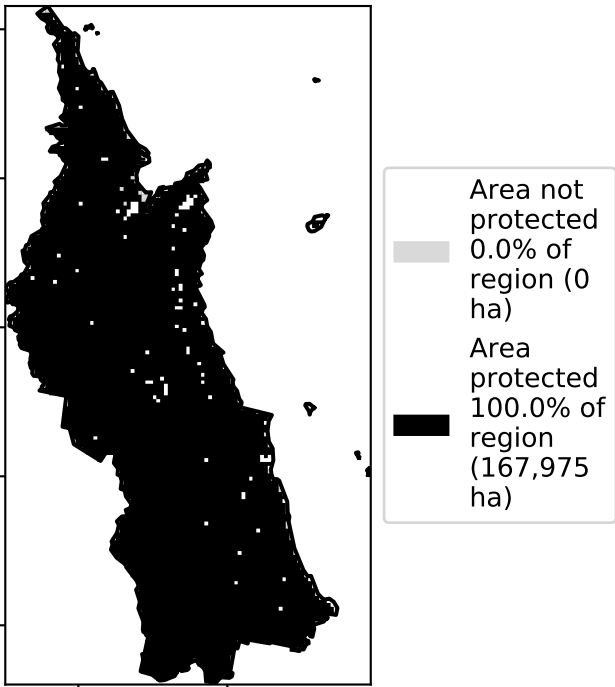 Area not
protected
0.0% of
region (0
ha)
Area
protected
100.0% of
region
(167,975
ha)